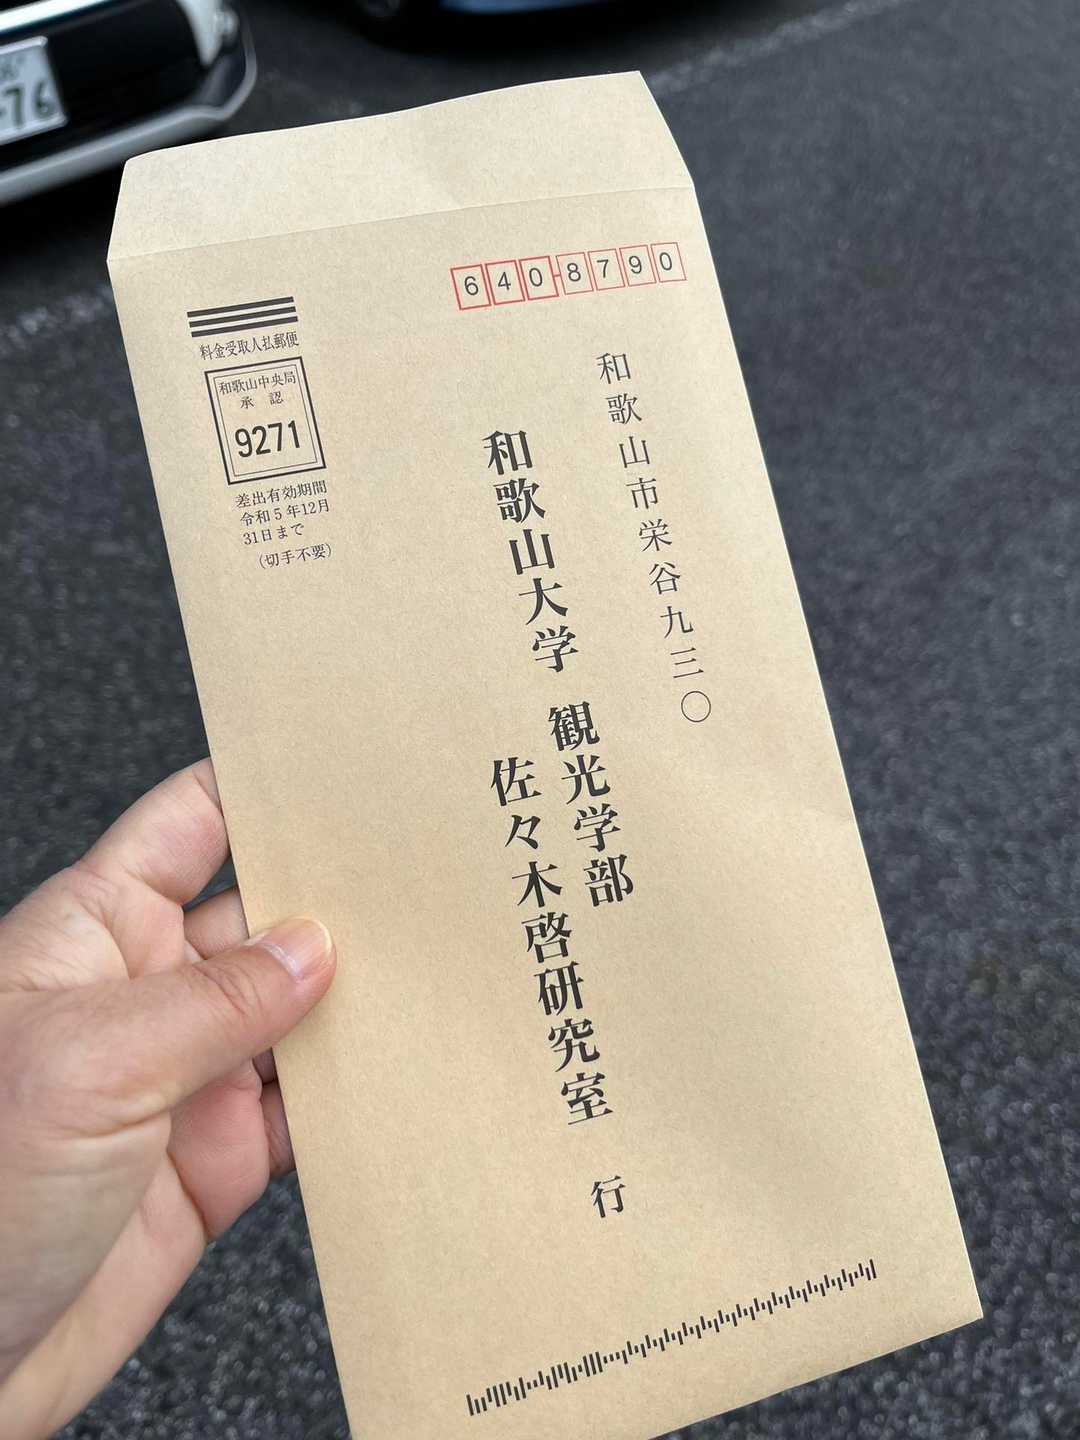 6408790
和歌山市栄谷九三〇
和歌山大学 観光学部
佐々木啓研究室 行
料金受取人払郵便
和歌山中央局
承 認
9271
差出有効期間
令和5年12月
31日まで
(切手不要)
76